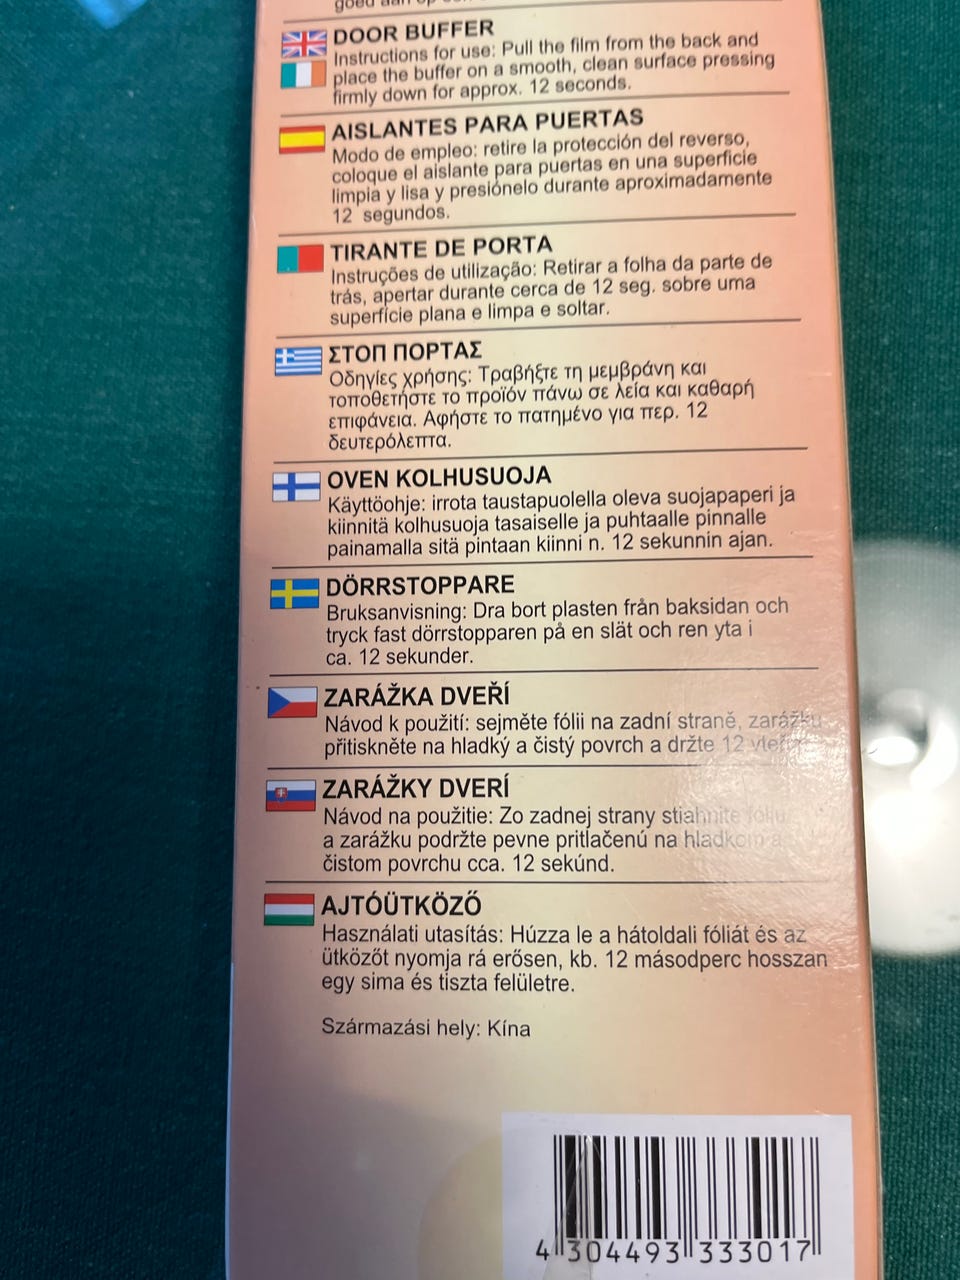 goed aan op een
DOOR BUFFER
Instructions for use: Pull the film from the back and
place the buffer on a smooth, clean surface pressing
firmly down for approx. 12 seconds.
AISLANTES PARA PUERTAS
Modo de empleo: retire la protección del reverso,
coloque el aislante para puertas en una superficie
limpia y lisa y presiónelo durante aproximadamente
12 segundos.
TIRANTE DE PORTA
Instruções de utilização: Retirar a folha da parte de
trás, apertar durante cerca de 12 seg. sobre uma
superfície plana e limpa e soltar.
ΣΤΟΠ ΠΟΡΤΑΣ
Οδηγίες χρήσης: Τραβήξτε τη μεμβράνη και
τοποθετήστε το προϊόν πάνω σε λεία και καθαρή
επιφάνεια. Αφήστε το πατημένο για περ. 12
δευτερόλεπτα.
OVEN KOLHUSUOJA
Käyttöohje: irrota taustapuolella oleva suojapaperi ja
kiinnitä kolhusuoja tasaiselle ja puhtaalle pinnalle
painamalla sitä pintaan kiinni n. 12 sekunnin ajan.
DÖRRSTOPPARE
Bruksanvisning: Dra bort plasten från baksidan och
tryck fast dörrstopparen på en slät och ren yta i
ca. 12 sekunder.
ZARÁŽKA DVEŘÍ
Návod k použití: sejměte fólii na zadní straně, zarážku
přitiskněte na hladký a čistý povrch a držte 12
ZARÁŽKY DVERÍ
Návod na použitie: Zo zadnej strany stiahnite fóliu
a zarážku podržte pevne pritlačenú na hladkom a
čistom povrchu cca. 12 sekúnd.
AJTÓÜTKÖZŐ
Használati utasítás: Húzza le a hátoldali fóliát és az
ütközőt nyomja rá erősen, kb. 12 másodperc hosszan
egy sima és tiszta felületre.
Származási hely: Kína
4 304493 333017